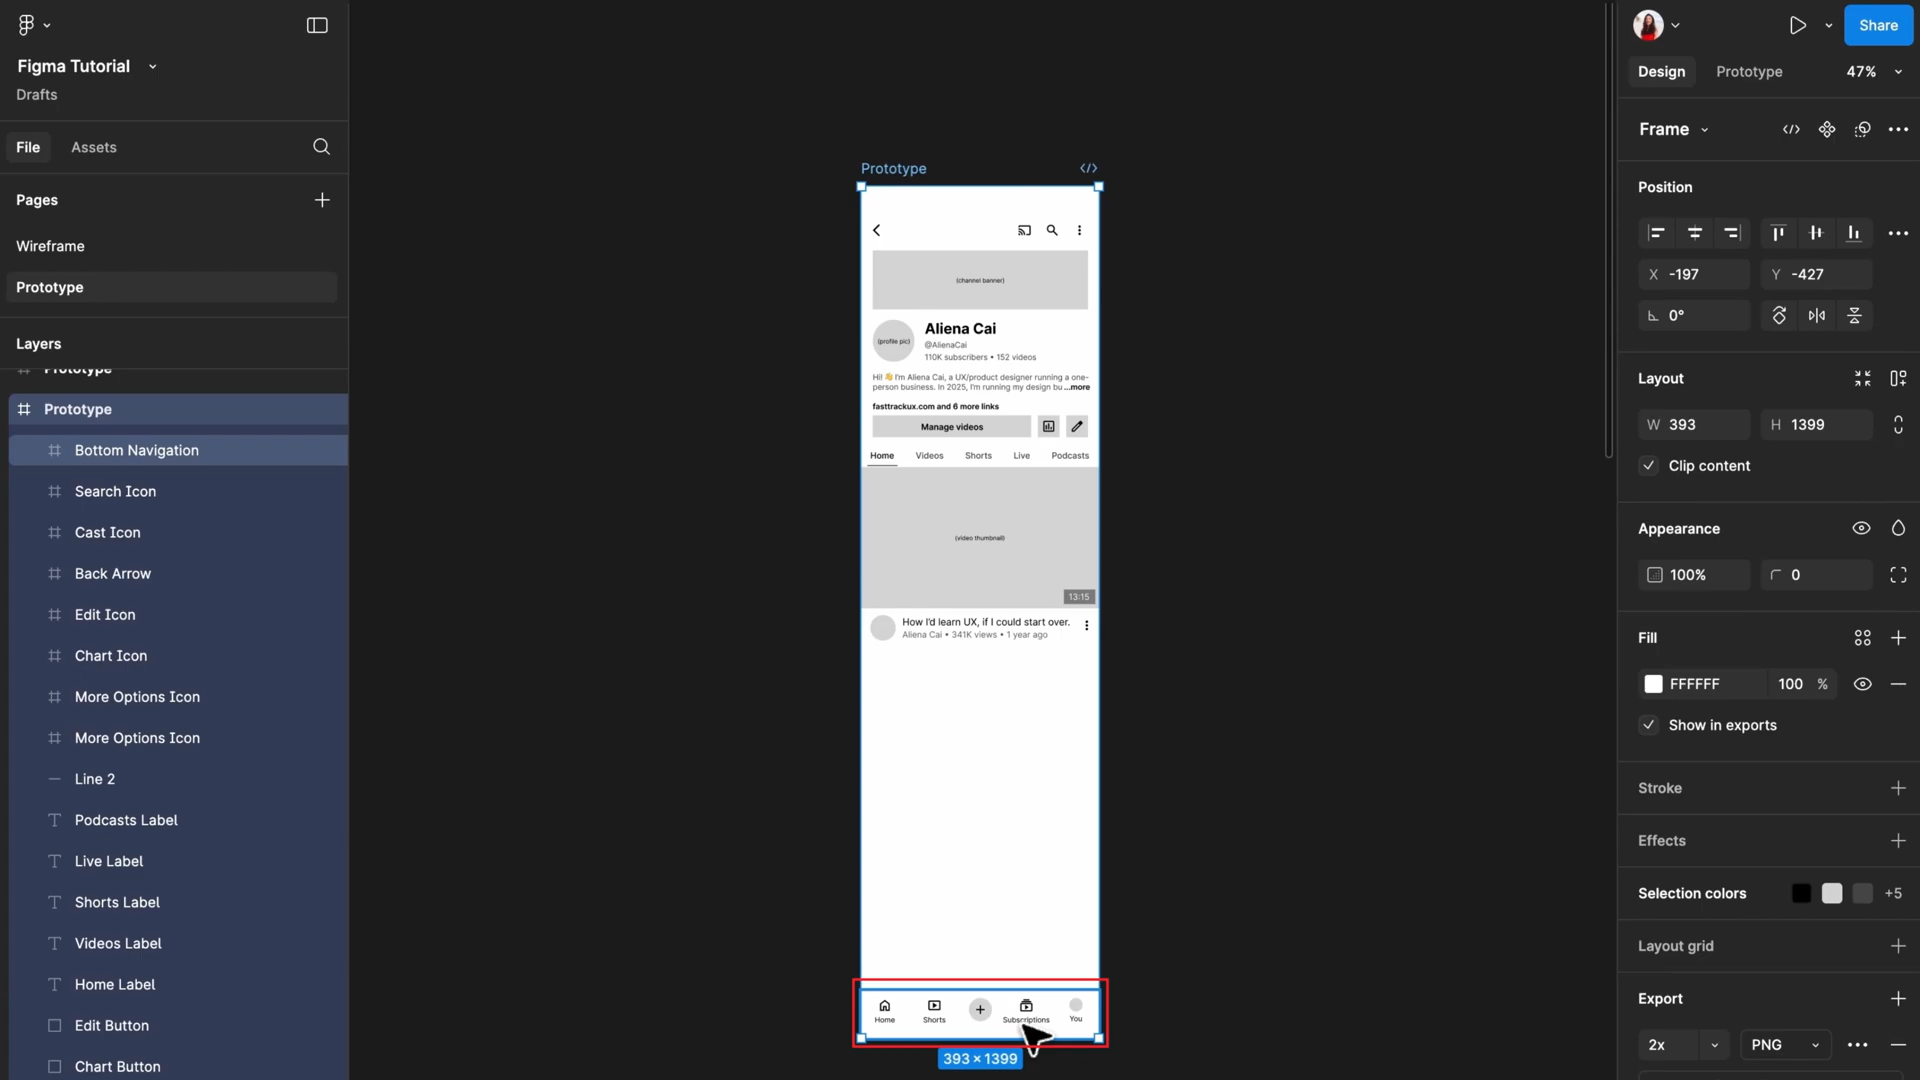 Figma Tutorial
Drafts
File
Assets
Pages
Wireframe
Prototype
Layers
Prototype
Prototype
Bottom Navigation
Search Icon
Cast Icon
Back Arrow
Edit Icon
Chart Icon
More Options Icon
More Options Icon
Line 2
Podcasts Label
Live Label
Shorts Label
Videos Label
Home Label
Edit Button
Chart Button
Prototype
(channel banner)
(profile pic)
Aliena Cai
@AlienaCai
110K subscribers • 152 videos
Hi! 👋 I'm Aliena Cai, a UX/product designer running a one-
person business. In 2025, I'm running my design bu ...more
fasttrackux.com and 6 more links
Manage videos
Home Videos Shorts Live Podcasts
(video thumbnail)
13:15
How I'd learn UX, if I could start over.
Aliena Cai • 341K views • 1 year ago
Home Shorts + Subscriptions You
393 × 1399
Share
Design Prototype 47%
Frame
Position
X -197 Y -427
0°
Layout
W 393 H 1399
Clip content
Appearance
100% 0
Fill
FFFFFF 100 %
Show in exports
Stroke
Effects
Selection colors +5
Layout grid
Export
2x PNG